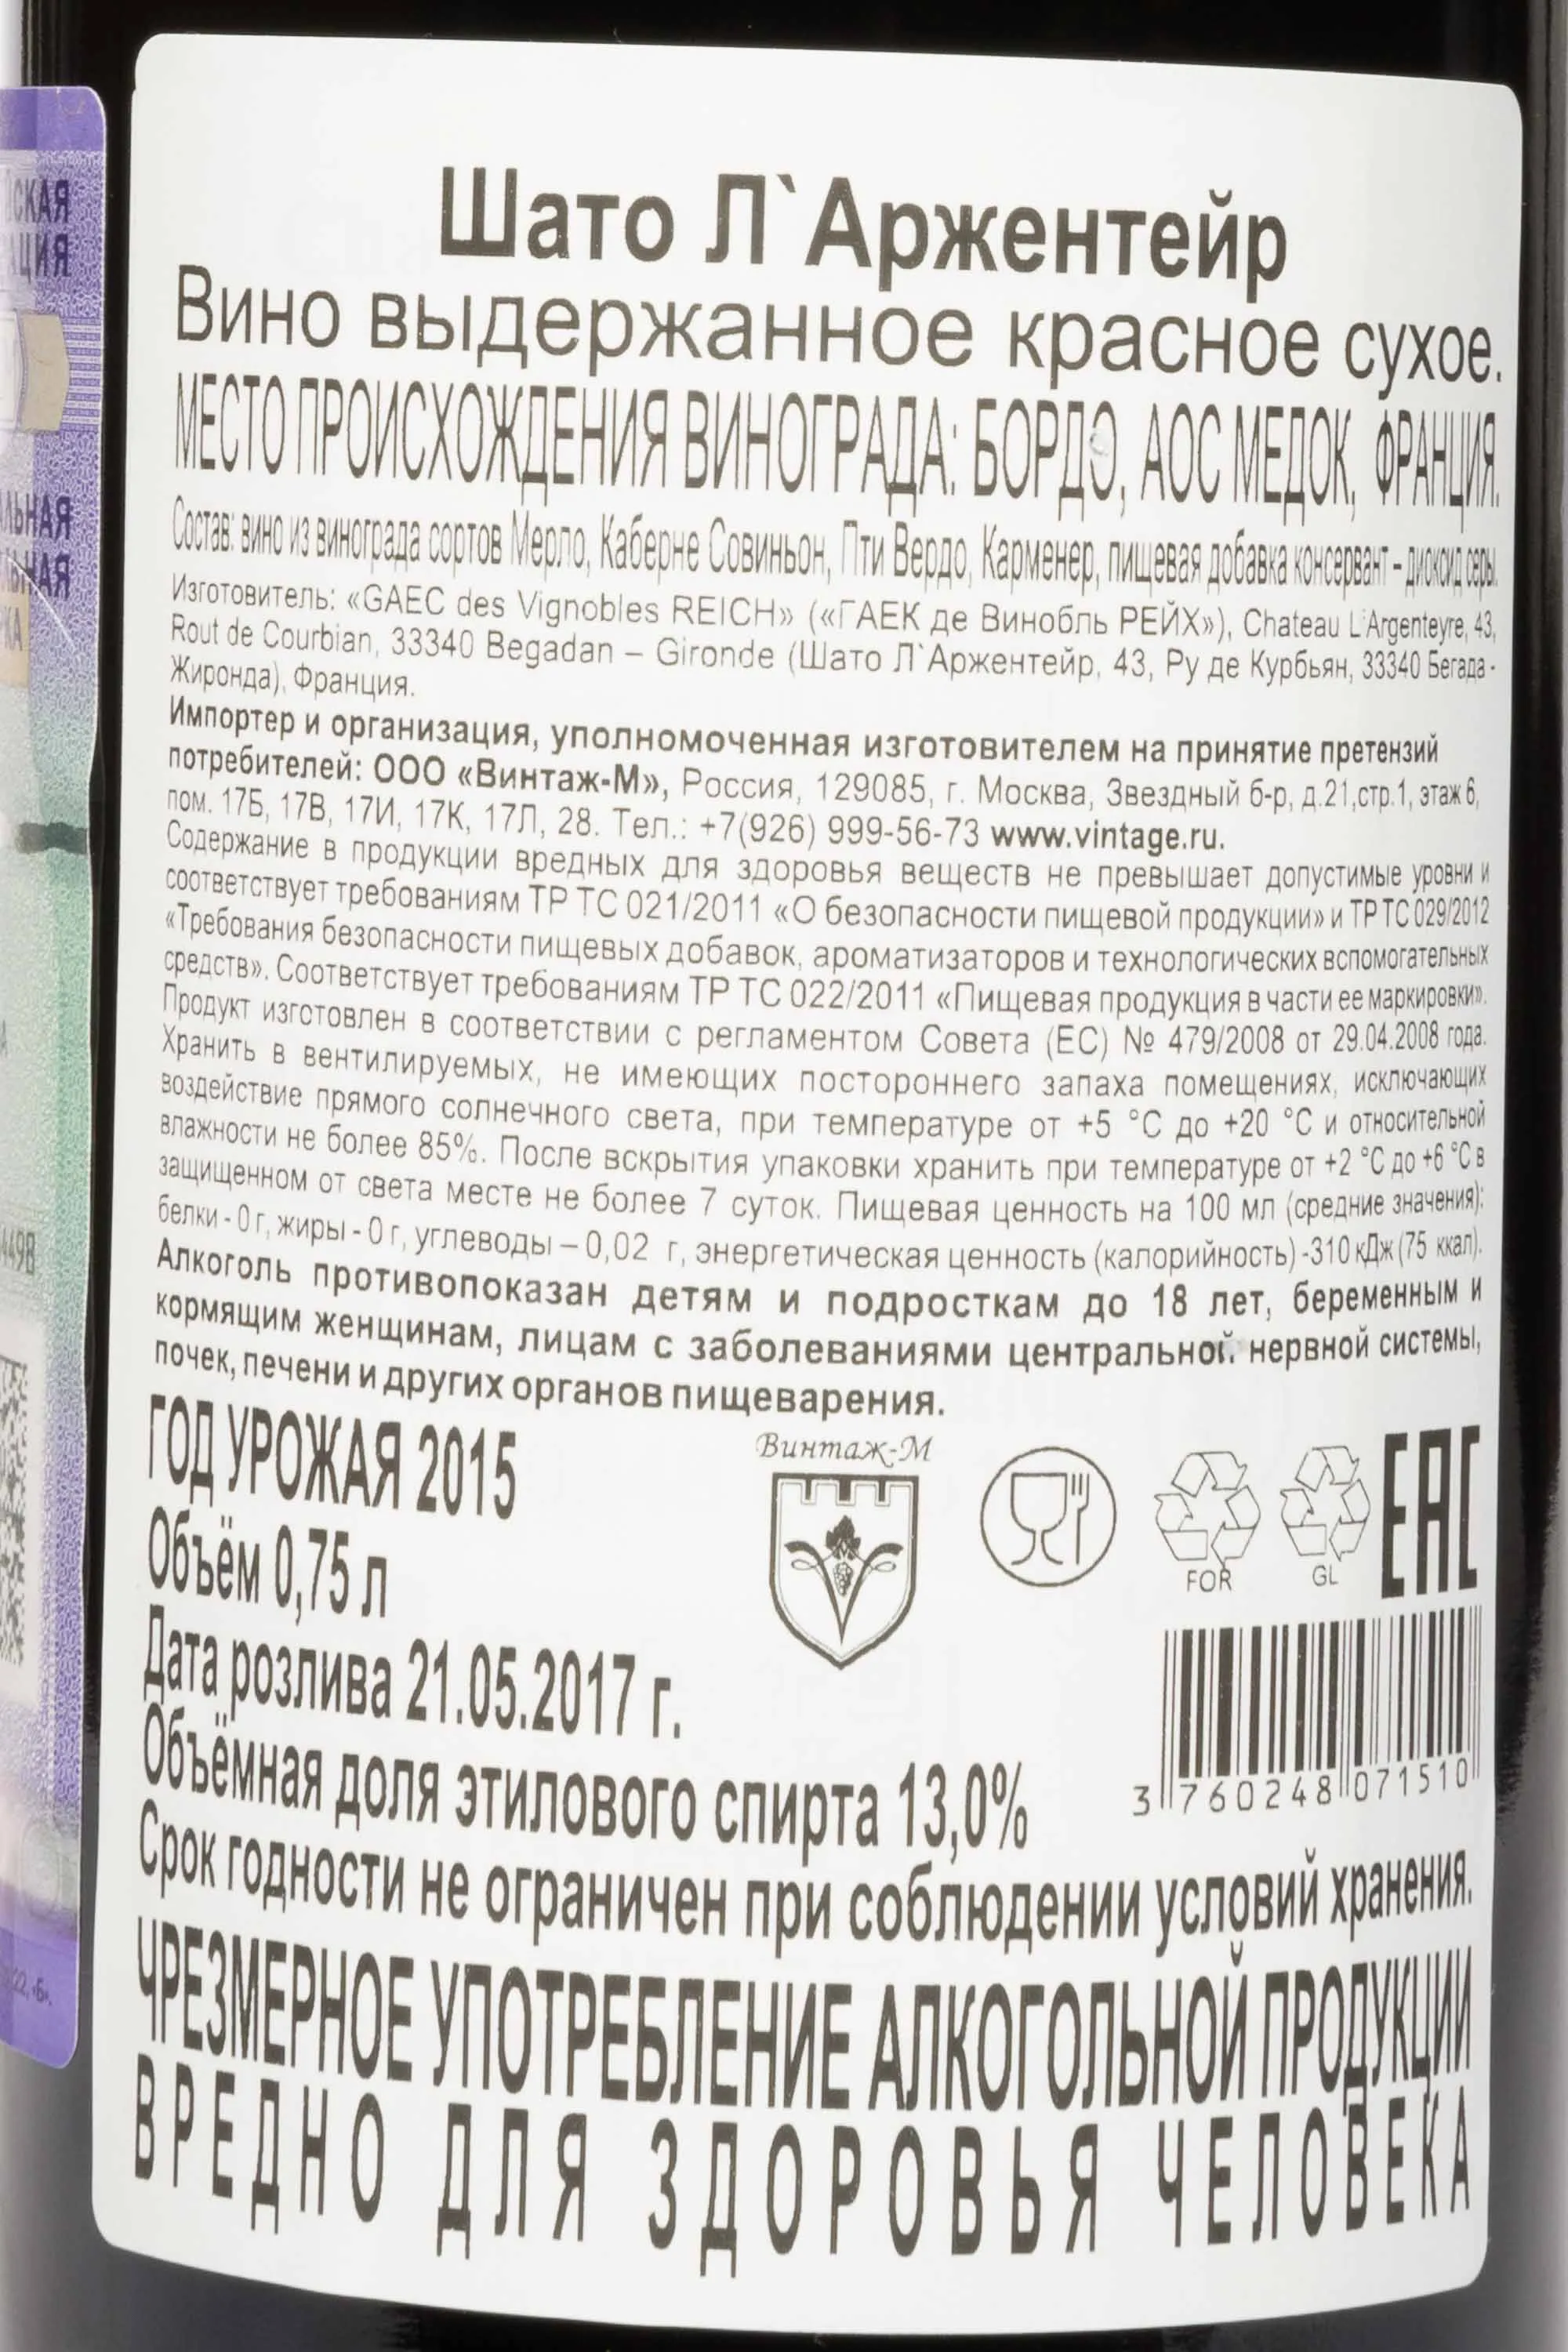 СКАЯ
АЦИЯ
ЛЬНАЯ
ЬНАЯ
КА
449В
Шато Л`Аржентейр
Вино выдержанное красное сухое.
МЕСТО ПРОИСХОЖДЕНИЯ ВИНОГРАДА: БОРДО, АОС МЕДОК, ФРАНЦИЯ.
Состав: вино из винограда сортов Мерло, Каберне Совиньон, Пти Вердо, Карменер, пищевая добавка консервант – диоксид серы.
Изготовитель: «GAEC des Vignobles REICH» («ГАЕК де Винобль РЕЙХ»), Chateau L`Argenteyre, 43,
Rout de Courbian, 33340 Begadan – Gironde (Шато Л`Аржентейр, 43, Ру де Курбьян, 33340 Бегада -
Жиронда), Франция.
Импортер и организация, уполномоченная изготовителем на принятие претензий
потребителей: ООО «Винтаж-М», Россия, 129085, г. Москва, Звездный б-р, д.21,стр.1, этаж 6,
пом. 17Б, 17В, 17И, 17К, 17Л, 28. Тел.: +7(926) 999-56-73 www.vintage.ru.
Содержание в продукции вредных для здоровья веществ не превышает допустимые уровни и
соответствует требованиям ТР ТС 021/2011 «О безопасности пищевой продукции» и ТР ТС 029/2012
«Требования безопасности пищевых добавок, ароматизаторов и технологических вспомогательных
средств». Соответствует требованиям ТР ТС 022/2011 «Пищевая продукция в части ее маркировки».
Продукт изготовлен в соответствии с регламентом Совета (ЕС) № 479/2008 от 29.04.2008 года.
Хранить в вентилируемых, не имеющих постороннего запаха помещениях, исключающих
воздействие прямого солнечного света, при температуре от +5 °С до +20 °С и относительной
влажности не более 85%. После вскрытия упаковки хранить при температуре от +2 °С до +6 °С в
защищенном от света месте не более 7 суток. Пищевая ценность на 100 мл (средние значения):
белки - 0 г, жиры - 0 г, углеводы – 0,02 г, энергетическая ценность (калорийность) -310 кДж (75 ккал).
Алкоголь противопоказан детям и подросткам до 18 лет, беременным и
кормящим женщинам, лицам с заболеваниями центральной нервной системы,
почек, печени и других органов пищеварения.
ГОД УРОЖАЯ 2015
Винтаж-М
Объём 0,75 л
FOR
GL
ЕАС
Дата розлива 21.05.2017 г.
Объёмная доля этилового спирта 13,0%
3 760248 071510
Срок годности не ограничен при соблюдении условий хранения.
ЧРЕЗМЕРНОЕ УПОТРЕБЛЕНИЕ АЛКОГОЛЬНОЙ ПРОДУКЦИИ
ВРЕДНО ДЛЯ ЗДОРОВЬЯ ЧЕЛОВЕКА